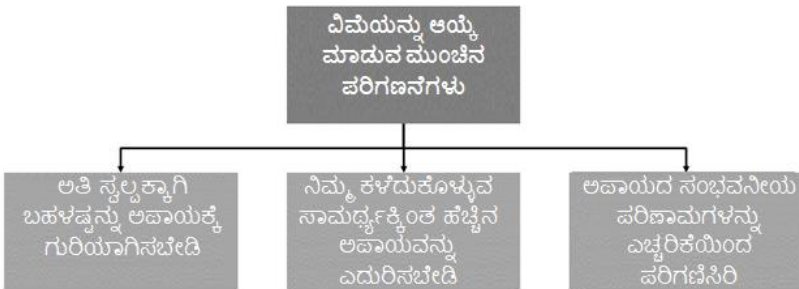 ವಿಮೆಯನ್ನು ಆಯ್ಕೆ
ಮಾಡುವ ಮುಂಚಿನ
ಪರಿಗಣನೆಗಳು
ಅತಿ ಸ್ವಲ್ಪಕ್ಕಾಗಿ
ಬಹಳಷ್ಟನ್ನು ಅಪಾಯಕ್ಕೆ
ಗುರಿಯಾಗಿಸಬೇಡಿ
ನಿಮ್ಮ ಕಳೆದುಕೊಳ್ಳುವ
ಸಾಮರ್ಥ್ಯಕ್ಕಿಂತ ಹೆಚ್ಚಿನ
ಅಪಾಯವನ್ನು
ಎದುರಿಸಬೇಡಿ
ಅಪಾಯದ ಸಂಭವನೀಯ
ಪರಿಣಾಮಗಳನ್ನು
ಎಚ್ಚರಿಕೆಯಿಂದ
ಪರಿಗಣಿಸಿರಿ